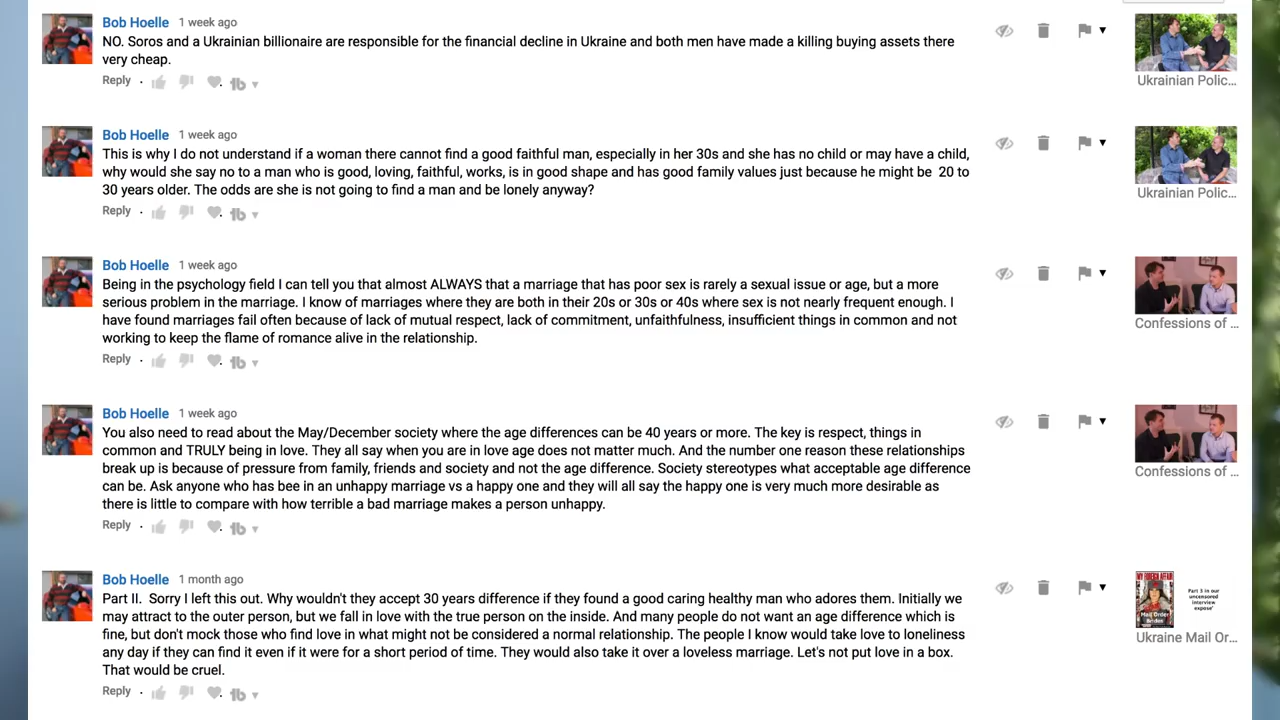 Bob Hoelle 1 week ago
NO. Soros and a Ukrainian billionaire are responsible for the financial decline in Ukraine and both men have made a killing buying assets there
very cheap.
Reply
Ukrainian Polic...
Bob Hoelle 1 week ago
This is why I do not understand if a woman there cannot find a good faithful man, especially in her 30s and she has no child or may have a child,
why would she say no to a man who is good, loving, faithful, works, is in good shape and has good family values just because he might be 20 to
30 years older. The odds are she is not going to find a man and be lonely anyway?
Reply
Ukrainian Polic...
Bob Hoelle 1 week ago
Being in the psychology field I can tell you that almost ALWAYS that a marriage that has poor sex is rarely a sexual issue or age, but a more
serious problem in the marriage. I know of marriages where they are both in their 20s or 30s or 40s where sex is not nearly frequent enough. I
have found marriages fail often because of lack of mutual respect, lack of commitment, unfaithfulness, insufficient things in common and not
working to keep the flame of romance alive in the relationship.
Reply
Confessions of ...
Bob Hoelle 1 week ago
You also need to read about the May/December society where the age differences can be 40 years or more. The key is respect, things in
common and TRULY being in love. They all say when you are in love age does not matter much. And the number one reason these relationships
break up is because of pressure from family, friends and society and not the age difference. Society stereotypes what acceptable age difference
can be. Ask anyone who has bee in an unhappy marriage vs a happy one and they will all say the happy one is very much more desirable as
there is little to compare with how terrible a bad marriage makes a person unhappy.
Reply
Confessions of ...
Bob Hoelle 1 month ago
Part II. Sorry I left this out. Why wouldn't they accept 30 years difference if they found a good caring healthy man who adores them. Initially we
may attract to the outer person, but we fall in love with the true person on the inside. And many people do not want an age difference which is
fine, but don't mock those who find love in what might not be considered a normal relationship. The people I know would take love to loneliness
any day if they can find it even if it were for a short period of time. They would also take it over a loveless marriage. Let's not put love in a box.
That would be cruel.
Reply
MY FOREIGN AFFAIR
Mail Order
Brides
Part 3 in our
uncensored
interview
expose'
Ukraine Mail Or...